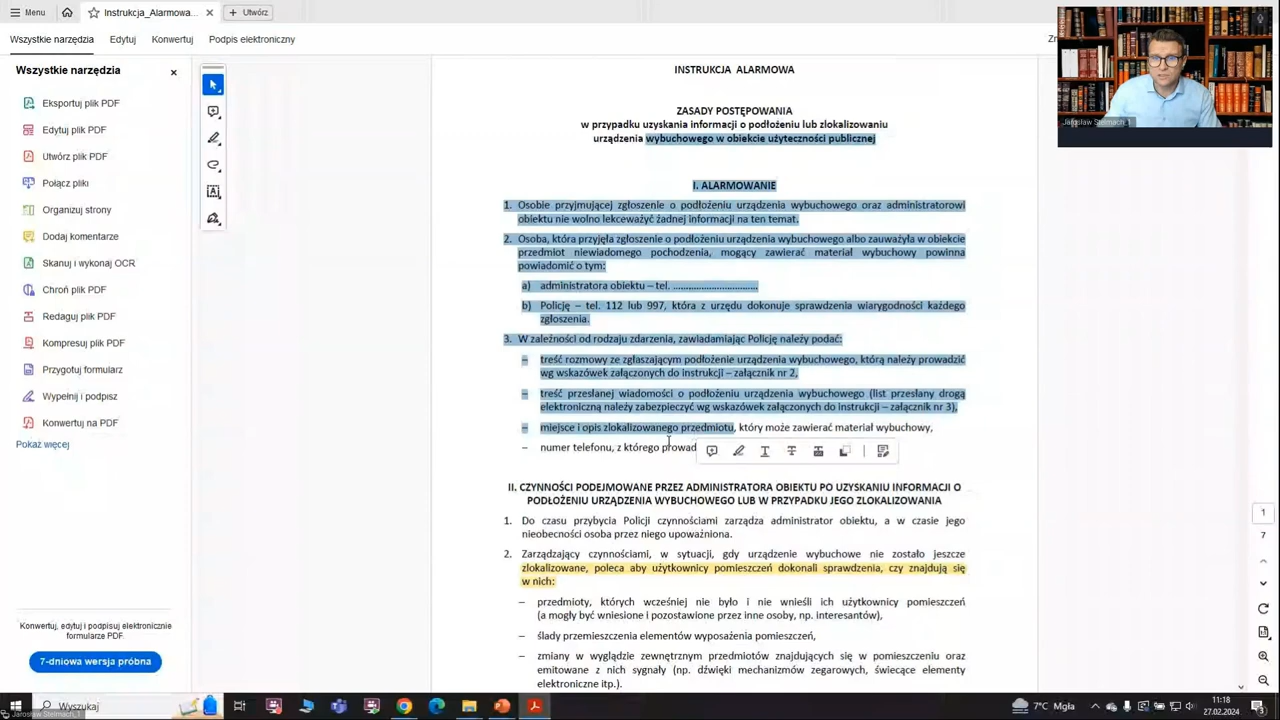 Menu
Instrukcja_Alarmowa...
Utwórz
Wszystkie narzędzia
Edytuj
Konwertuj
Podpis elektroniczny
Wszystkie narzędzia
Eksportuj plik PDF
Edytuj plik PDF
Utwórz plik PDF
Połącz pliki
Organizuj strony
Dodaj komentarze
Skanuj i wykonaj OCR
Chroń plik PDF
Redaguj plik PDF
Kompresuj plik PDF
Przygotuj formularz
Wypełnij i podpisz
Konwertuj na PDF
Pokaż więcej
Konwertuj, edytuj i podpisuj elektronicznie
formularze PDF.
7-dniowa wersja próbna
INSTRUKCJA ALARMOWA
ZASADY POSTĘPOWANIA
w przypadku uzyskania informacji o podłożeniu lub zlokalizowaniu
urządzenia wybuchowego w obiekcie użyteczności publicznej
I. ALARMOWANIE
1. Osobie przyjmującej zgłoszenie o podłożeniu urządzenia wybuchowego oraz administratorowi
obiektu nie wolno lekceważyć żadnej informacji na ten temat.
2. Osoba, która przyjęła zgłoszenie o podłożeniu urządzenia wybuchowego albo zauważyła w obiekcie
przedmiot niewiadomego pochodzenia, mogący zawierać materiał wybuchowy powinna
powiadomić o tym:
a) administratora obiektu – tel. ……………………………,
b) Policję – tel. 112 lub 997, która z urzędu dokonuje sprawdzenia wiarygodności każdego
zgłoszenia.
3. W zależności od rodzaju zdarzenia, zawiadamiając Policję należy podać:
– treść rozmowy ze zgłaszającym podłożenie urządzenia wybuchowego, którą należy prowadzić
wg wskazówek załączonych do instrukcji – załącznik nr 2,
– treść przesłanej wiadomości o podłożeniu urządzenia wybuchowego (list przesłany drogą
elektroniczną należy zabezpieczyć wg wskazówek załączonych do instrukcji – załącznik nr 3),
– miejsce i opis zlokalizowanego przedmiotu, który może zawierać materiał wybuchowy,
– numer telefonu, z którego prowad
II. CZYNNOŚCI PODEJMOWANE PRZEZ ADMINISTRATORA OBIEKTU PO UZYSKANIU INFORMACJI O
PODŁOŻENIU URZĄDZENIA WYBUCHOWEGO LUB W PRZYPADKU JEGO ZLOKALIZOWANIA
1. Do czasu przybycia Policji czynnościami zarządza administrator obiektu, a w czasie jego
nieobecności osoba przez niego upoważniona.
2. Zarządzający czynnościami, w sytuacji, gdy urządzenie wybuchowe nie zostało jeszcze
zlokalizowane, poleca aby użytkownicy pomieszczeń dokonali sprawdzenia, czy znajdują się
w nich:
– przedmioty, których wcześniej nie było i nie wnieśli ich użytkownicy pomieszczeń
(a mogły być wniesione i pozostawione przez inne osoby, np. interesantów),
– ślady przemieszczenia elementów wyposażenia pomieszczeń,
– zmiany w wyglądzie zewnętrznym przedmiotów znajdujących się w pomieszczeniu oraz
emitowane z nich sygnały (np. dźwięki mechanizmów zegarowych, świecące elementy
elektroniczne itp.).
Jarosław Stelmach_1
1
7
Wyszukaj
Jarosław Stelmach_1
7°C Mgła
11:18
27.02.2024
3